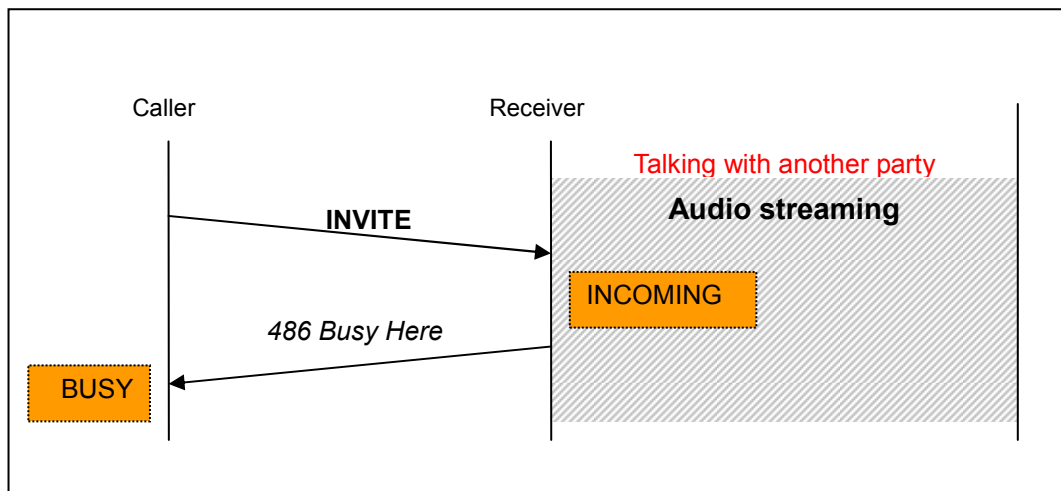 Caller
Receiver
Talking with another party
Audio streaming
INVITE
INCOMING
486 Busy Here
BUSY